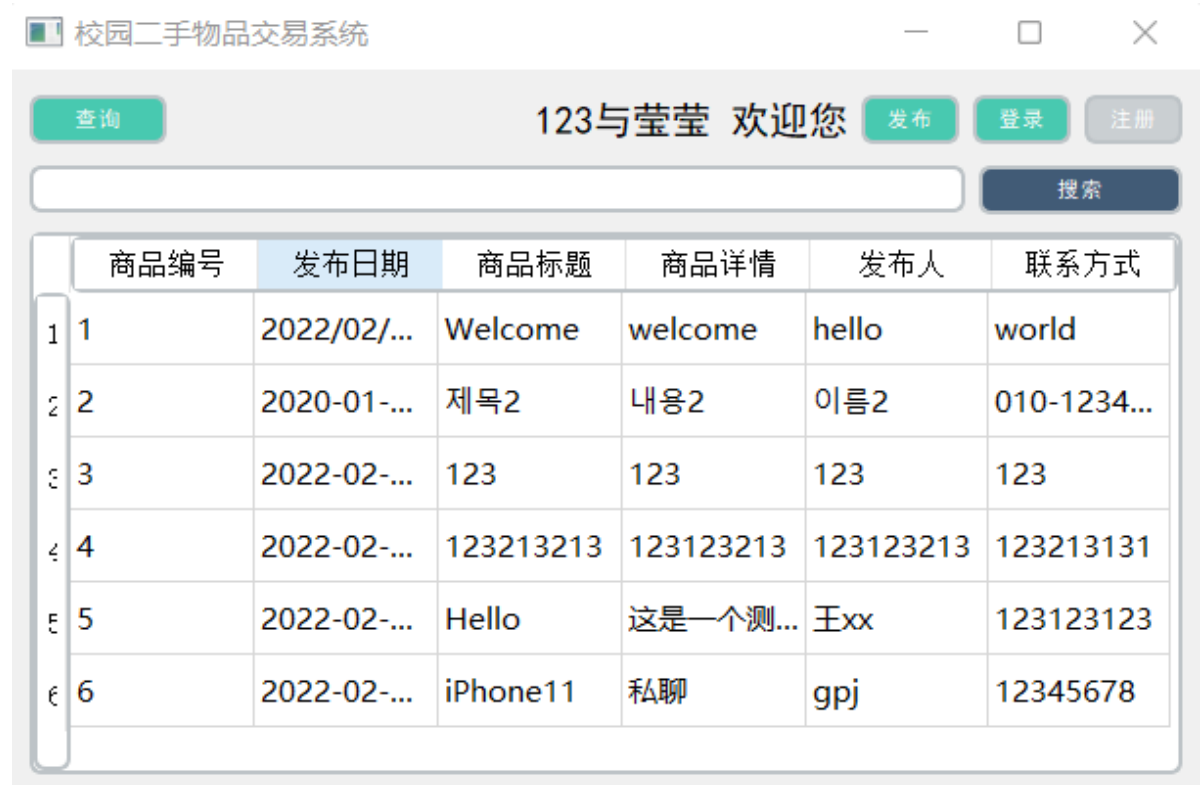 校园二手物品交易系统
查询 123与莹莹 欢迎您 发布 登录 注册
搜索
商品编号 发布日期 商品标题 商品详情 发布人 联系方式
1 1 2022/02/... Welcome welcome hello world
2 2 2020-01-... 제목2 내용2 이름2 010-1234...
3 3 2022-02-... 123 123 123 123
4 4 2022-02-... 123213213 123123213 123123213 123213131
5 5 2022-02-... Hello 这是一个测... 王xx 123123123
6 6 2022-02-... iPhone11 私聊 gpj 12345678